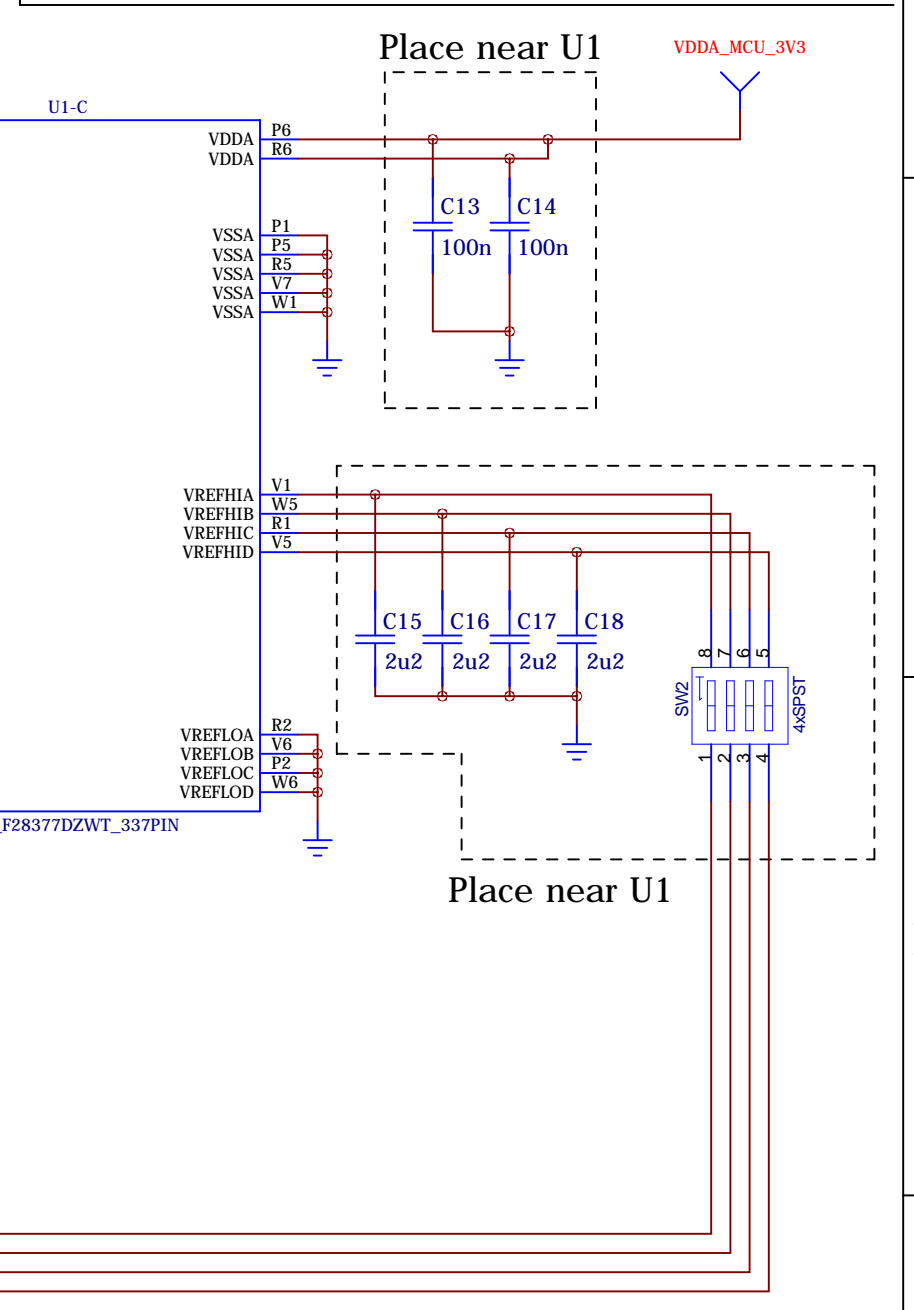 Place near U1
VDDA_MCU_3V3
U1-C
VDDA P6
VDDA R6
C13 C14
100n 100n
VSSA P1
VSSA P5
VSSA R5
VSSA V7
VSSA W1
VREFHIA V1
VREFHIB W5
VREFHIC R1
VREFHID V5
C15 C16 C17 C18
2u2 2u2 2u2 2u2
8 7 6 5
SW2
4xSPST
1 2 3 4
VREFLOA R2
VREFLOB V6
VREFLOC P2
VREFLOD W6
F28377DZWT_337PIN
Place near U1